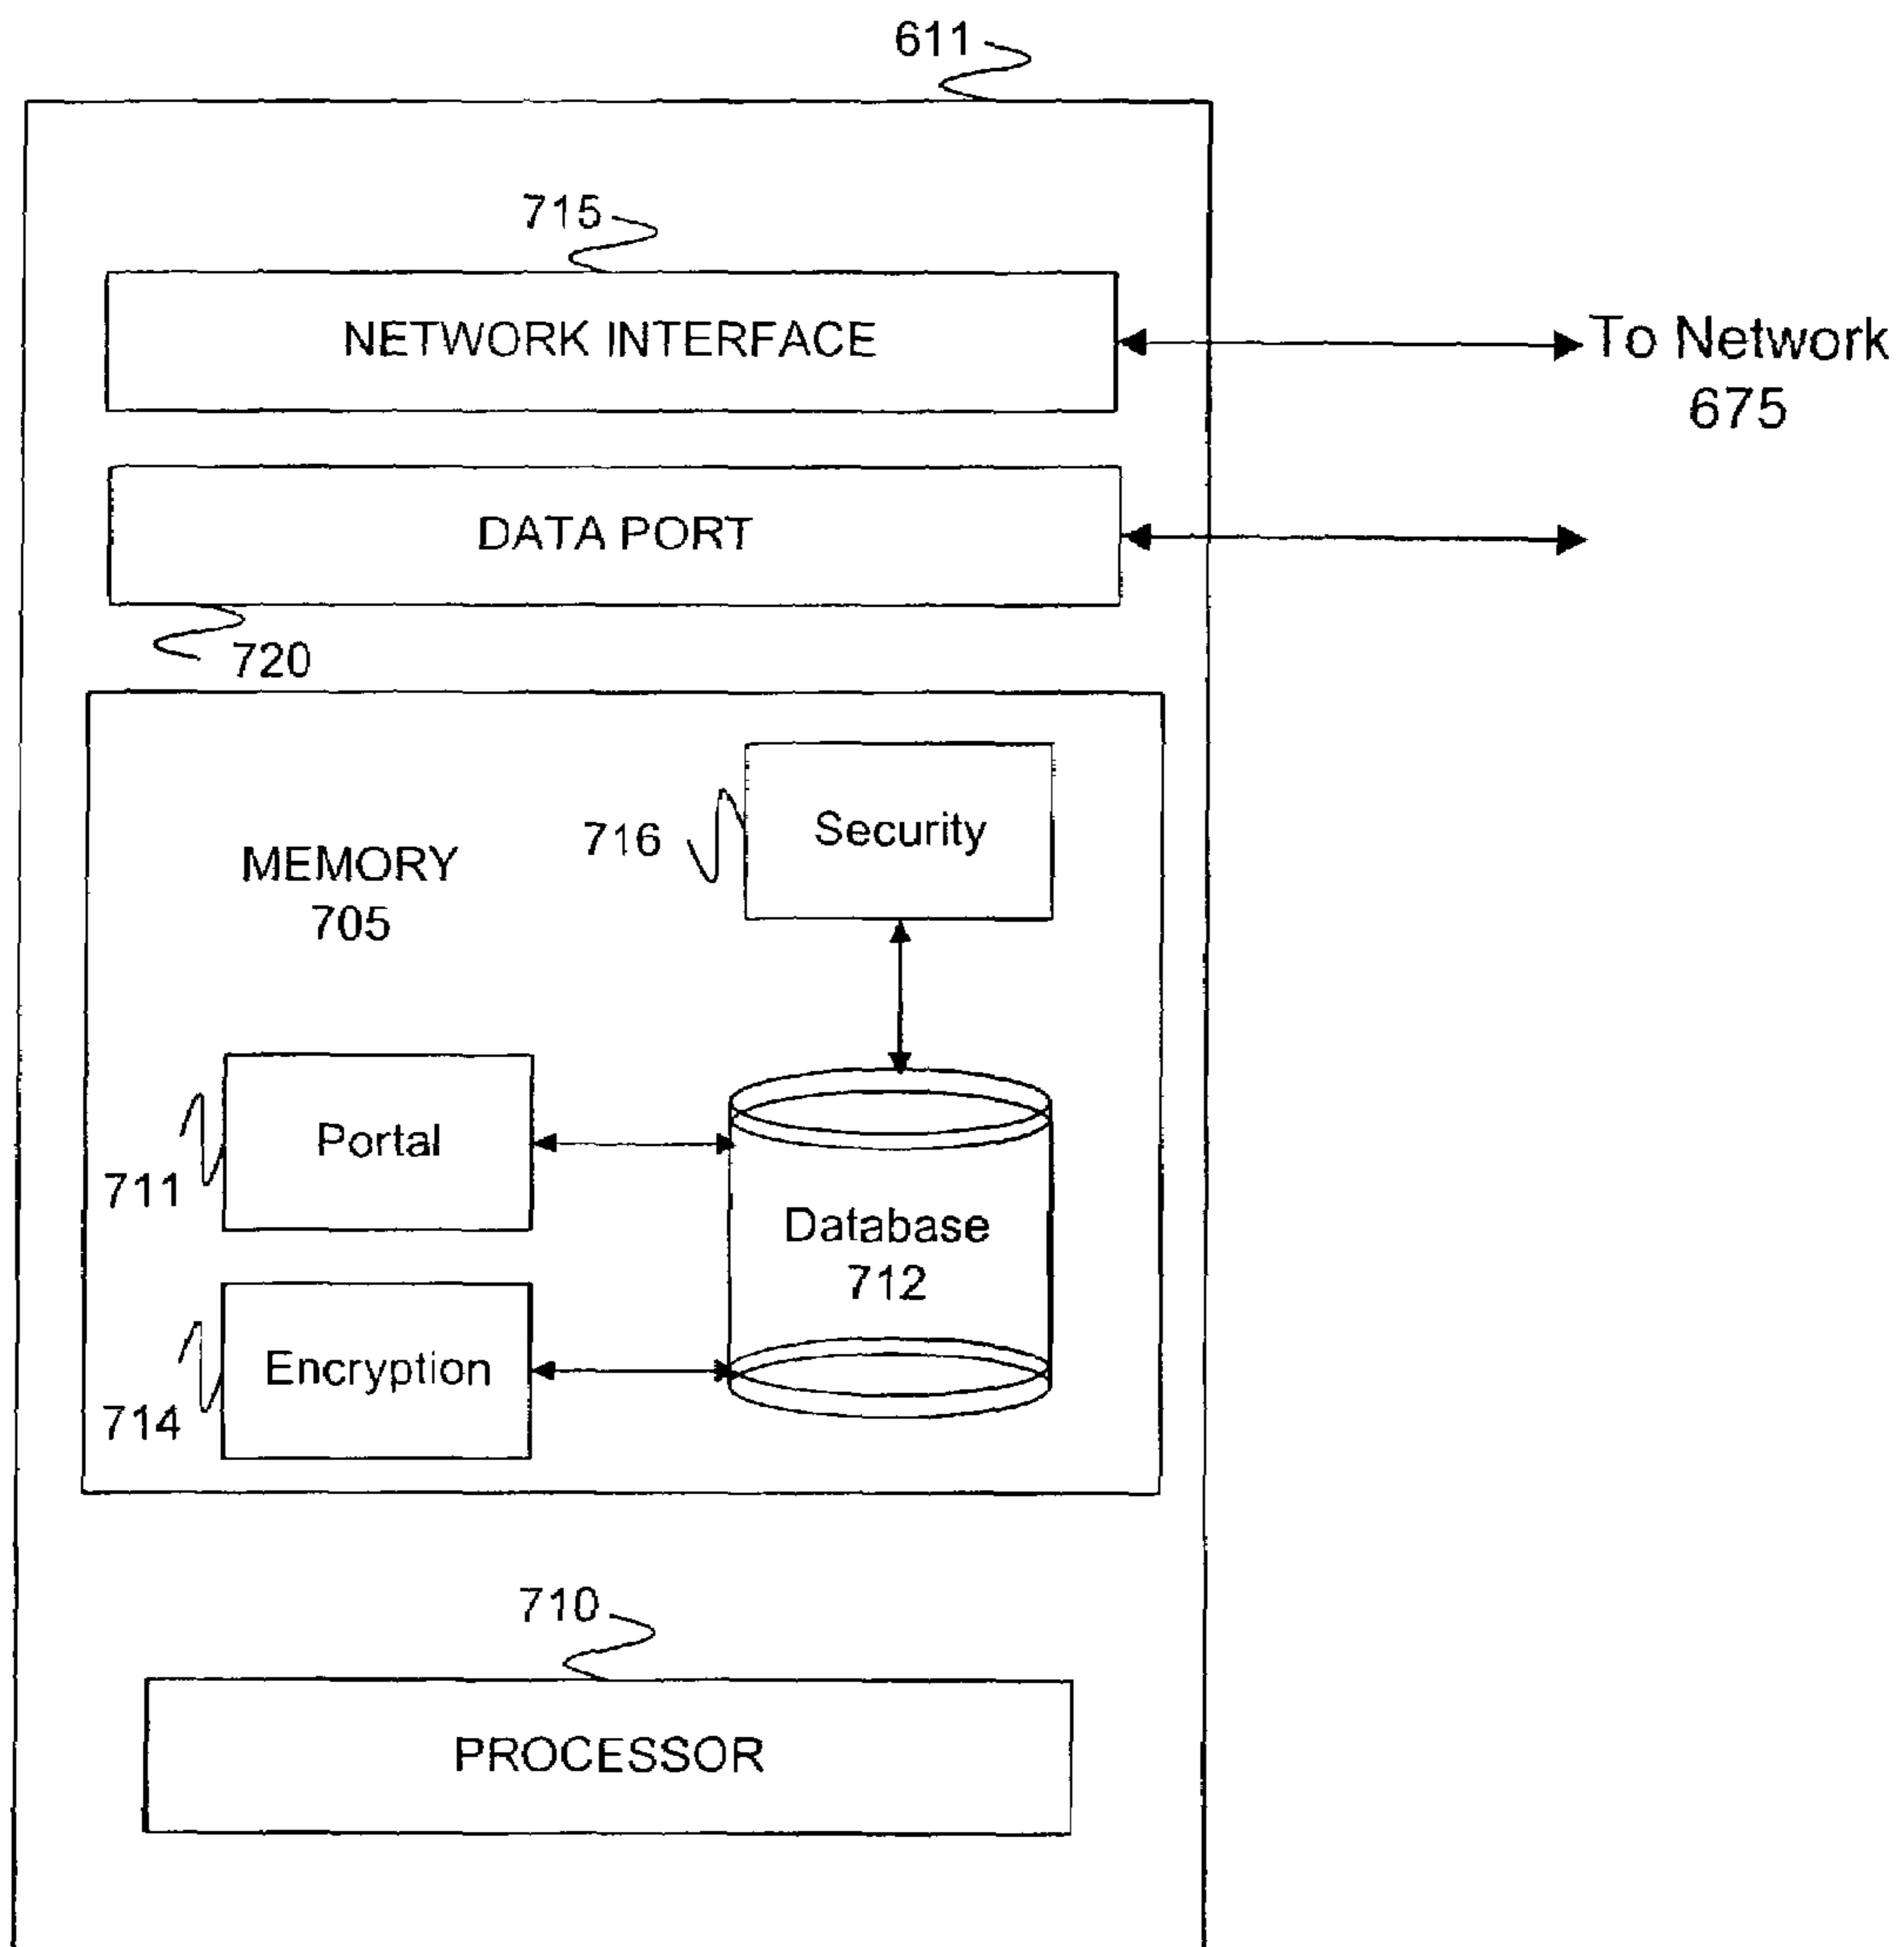 611
715
NETWORK INTERFACE
To Network
675
DATA PORT
720
Security
716
MEMORY
705
Portal
711
Database
712
Encryption
714
710
PROCESSOR